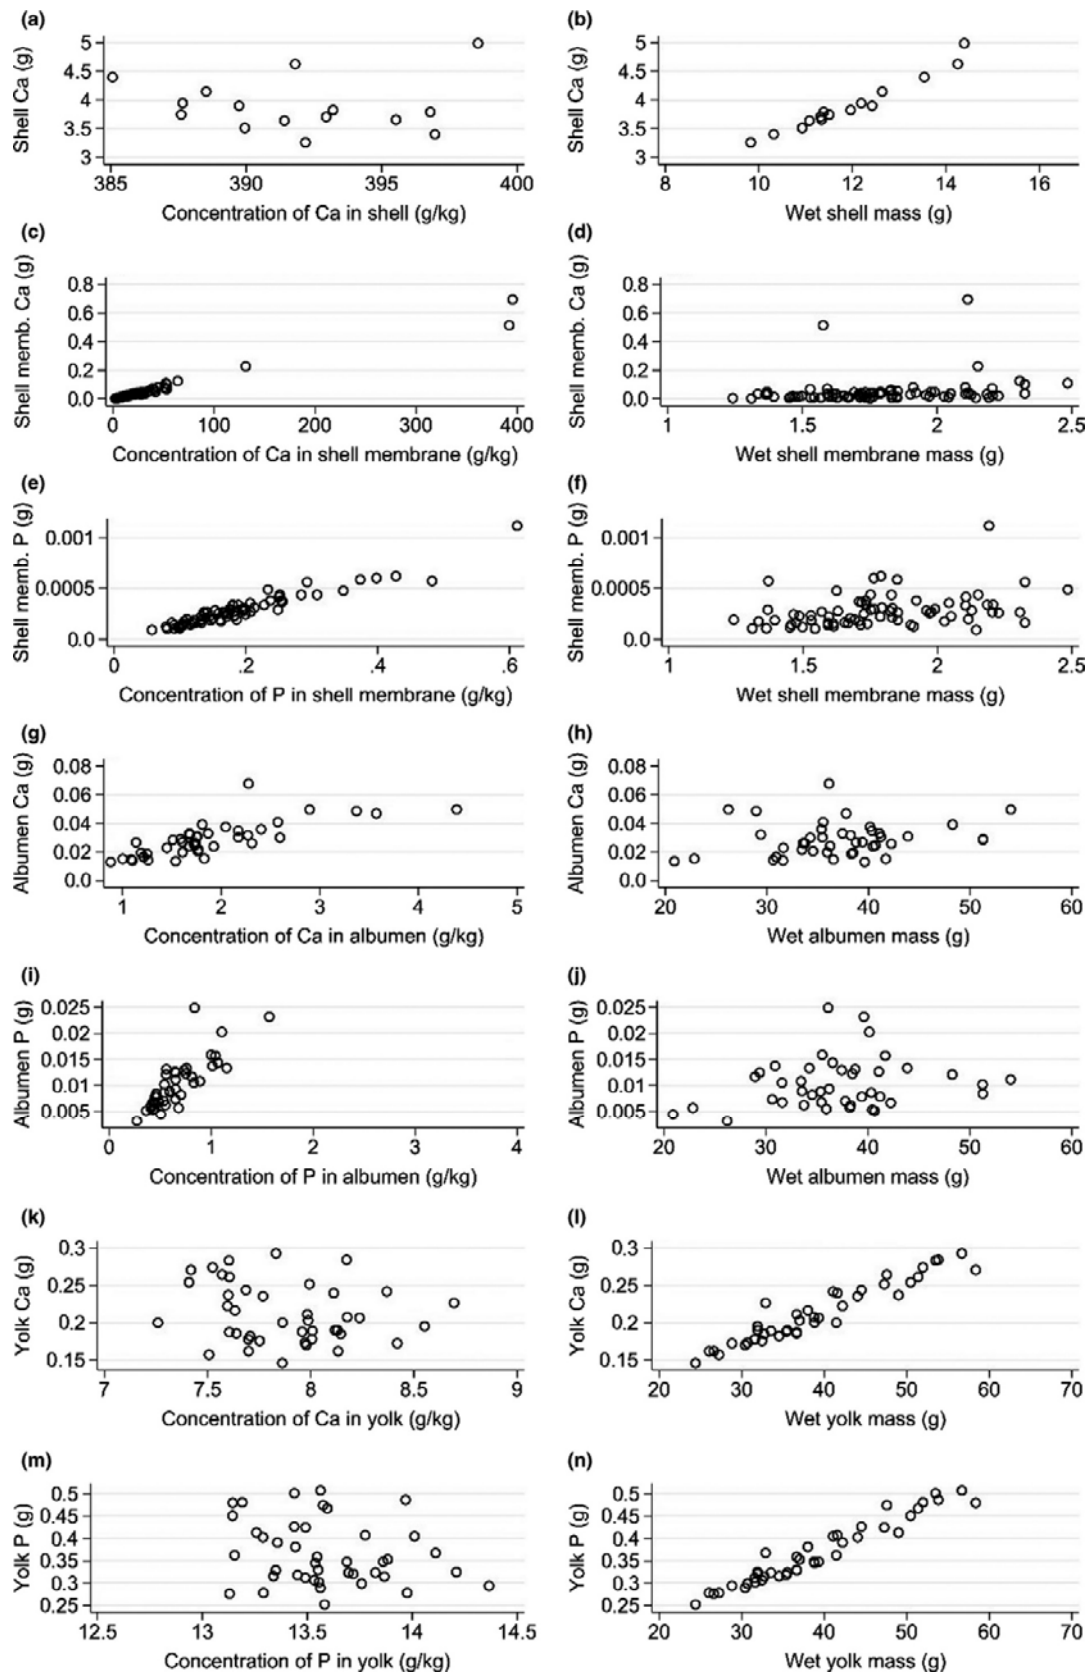 (a)
Shell Ca (g)
5
4.5
4
3.5
3
385 390 395 400
Concentration of Ca in shell (g/kg)
(b)
Shell Ca (g)
5
4.5
4
3.5
3
8 10 12 14 16
Wet shell mass (g)
(c)
Shell memb. Ca (g)
0.8
0.6
0.4
0.2
0.0
0 100 200 300 400
Concentration of Ca in shell membrane (g/kg)
(d)
Shell memb. Ca (g)
0.8
0.6
0.4
0.2
0.0
1 1.5 2 2.5
Wet shell membrane mass (g)
(e)
Shell memb. P (g)
0.001
0.0005
0.0
0 .2 .4 .6
Concentration of P in shell membrane (g/kg)
(f)
Shell memb. P (g)
0.001
0.0005
0.0
1 1.5 2 2.5
Wet shell membrane mass (g)
(g)
Albumen Ca (g)
0.08
0.06
0.04
0.02
0.0
1 2 3 4 5
Concentration of Ca in albumen (g/kg)
(h)
Albumen Ca (g)
0.08
0.06
0.04
0.02
0.0
20 30 40 50 60
Wet albumen mass (g)
(i)
Albumen P (g)
0.025
0.02
0.015
0.01
0.005
0 1 2 3 4
Concentration of P in albumen (g/kg)
(j)
Albumen P (g)
0.025
0.02
0.015
0.01
0.005
20 30 40 50 60
Wet albumen mass (g)
(k)
Yolk Ca (g)
0.3
0.25
0.2
0.15
7 7.5 8 8.5 9
Concentration of Ca in yolk (g/kg)
(l)
Yolk Ca (g)
0.3
0.25
0.2
0.15
20 30 40 50 60 70
Wet yolk mass (g)
(m)
Yolk P (g)
0.5
0.4
0.3
0.25
12.5 13 13.5 14 14.5
Concentration of P in yolk (g/kg)
(n)
Yolk P (g)
0.5
0.4
0.3
0.25
20 30 40 50 60 70
Wet yolk mass (g)